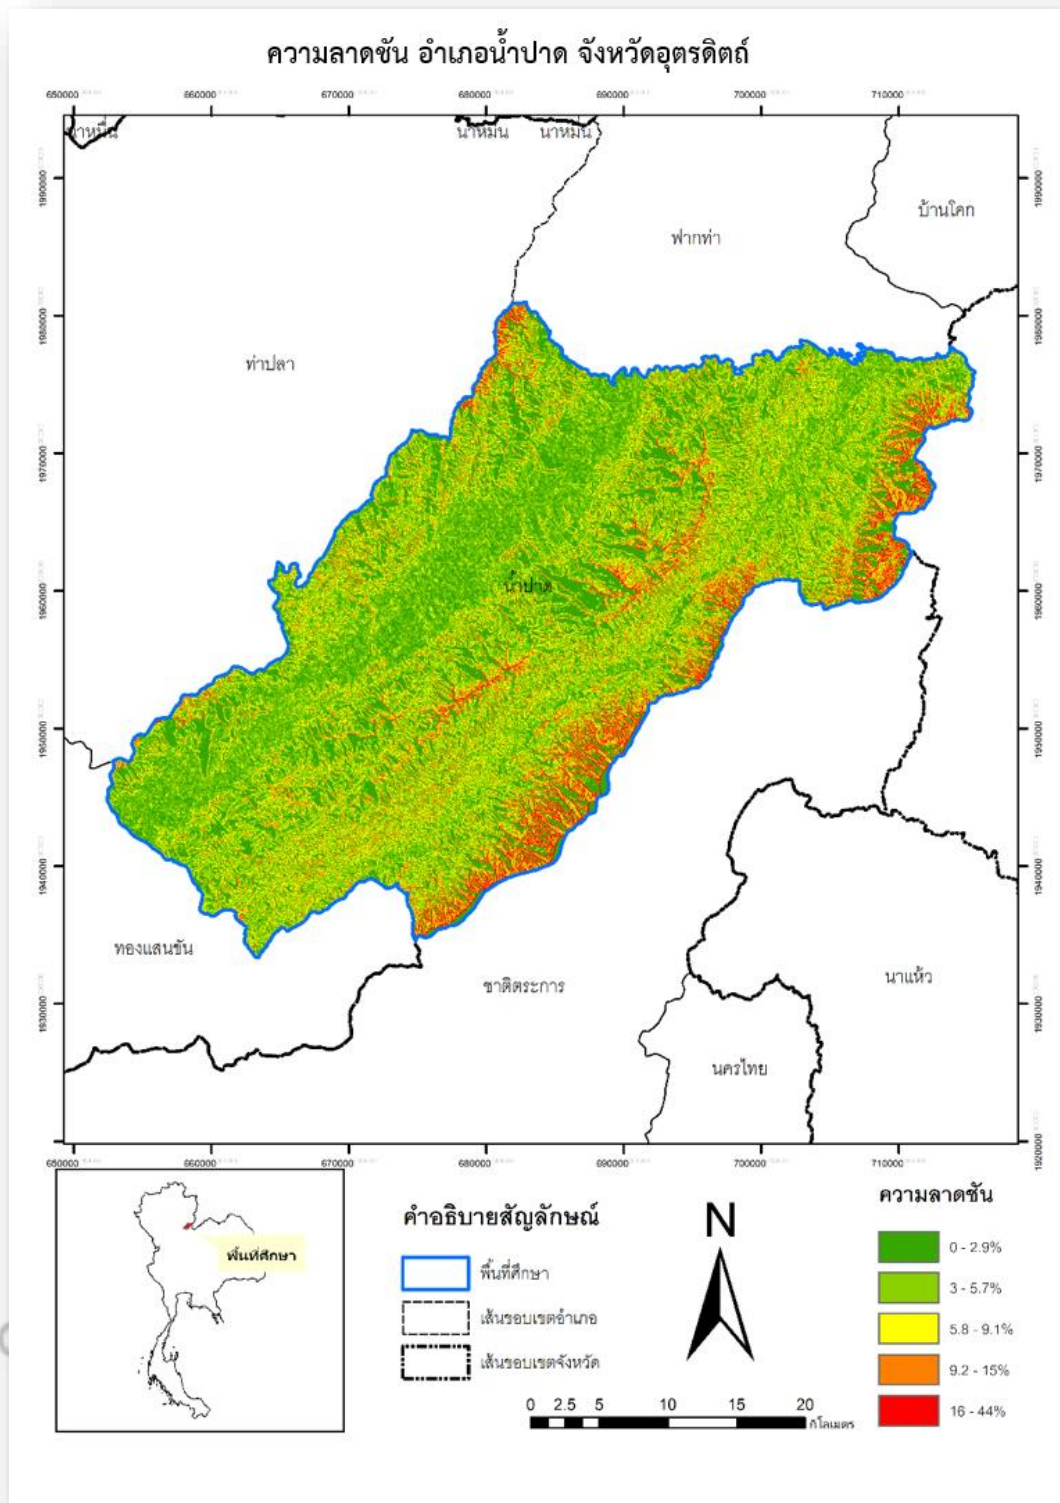 ความลาดชัน อำเภอน้ำปาด จังหวัดอุตรดิตถ์
650000 660000 670000 680000 690000 700000 710000
นาหมื่น นาหมื่น นาหมื่น
1990000 1990000
บ้านโคก
ฟากท่า
1980000 1980000
ท่าปลา
1970000 1970000
น้ำปาด
1960000 1960000
1950000 1950000
1940000 1940000
ทองแสนขัน
ชาติตระการ
นาแห้ว
1930000 1930000
นครไทย
1920000
650000 660000 670000 680000 690000 700000 710000
พื้นที่ศึกษา
คำอธิบายสัญลักษณ์
พื้นที่ศึกษา
เส้นขอบเขตอำเภอ
เส้นขอบเขตจังหวัด
N
0 2.5 5 10 15 20
กิโลเมตร
ความลาดชัน
0 - 2.9%
3 - 5.7%
5.8 - 9.1%
9.2 - 15%
16 - 44%